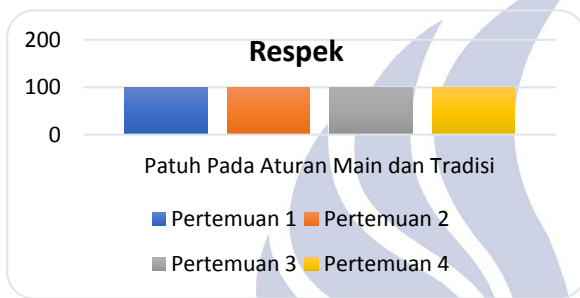 Respek
200
100
0
Patuh Pada Aturan Main dan Tradisi
Pertemuan 1 Pertemuan 2
Pertemuan 3 Pertemuan 4